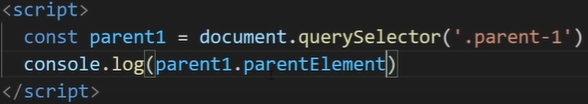 <script>
const parent1 = document.querySelector('.parent-1')
console.log(parent1.parentElement)
</script>